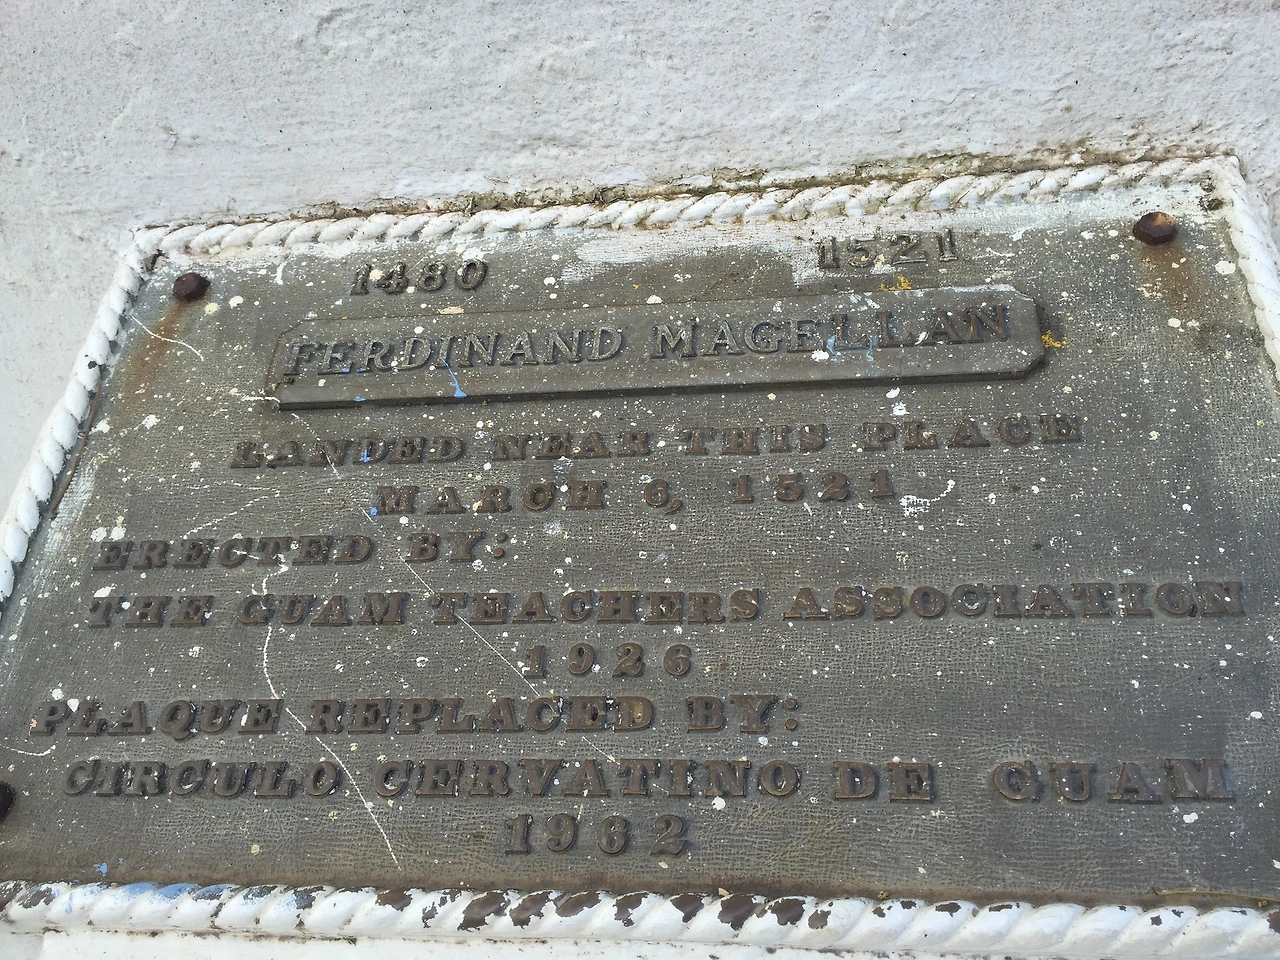 1480 1521
FERDINAND MAGELLAN
LANDED NEAR THIS PLACE
MARCH 6, 1521
ERECTED BY:
THE GUAM TEACHERS ASSOCIATION
1926
PLAQUE REPLACED BY:
CIRCULO CERVATINO DE GUAM
1962